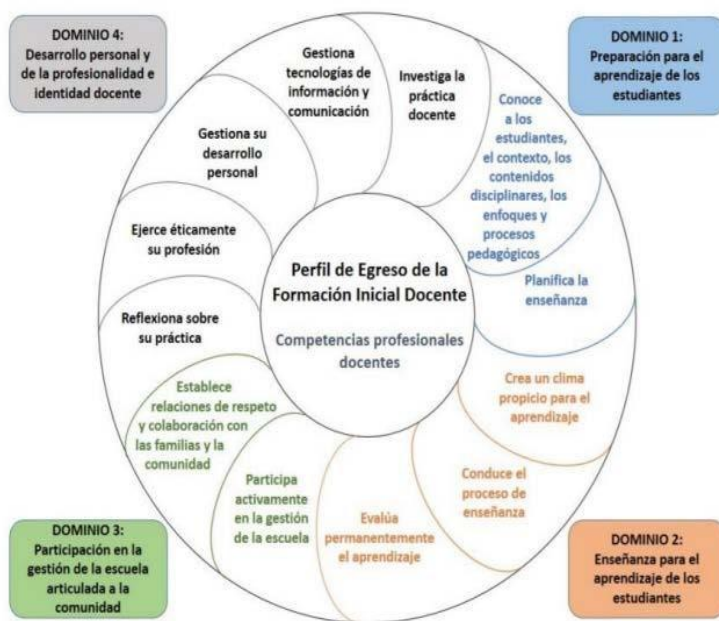 DOMINIO 4:
Desarrollo personal y
de la profesionalidad e
identidad docente
DOMINIO 1:
Preparación para el
aprendizaje de los
estudiantes
Gestiona
tecnologías de
información y
comunicación
Investiga la
práctica
docente
Conoce
a los
estudiantes,
el contexto, los
contenidos
disciplinares, los
enfoques y
procesos
pedagógicos
Gestiona su
desarrollo
personal
Ejerce éticamente
su profesión
Perfil de Egreso de la
Formación Inicial Docente
Competencias profesionales
docentes
Planifica la
enseñanza
Reflexiona sobre
su práctica
Crea un clima
propicio para el
aprendizaje
Establece
relaciones de respeto
y colaboración con
las familias y la
comunidad
Conduce el
proceso de
enseñanza
Participa
activamente
en la gestión
de la escuela
Evalúa
permanentemente
el aprendizaje
DOMINIO 3:
Participación en la
gestión de la escuela
articulada a la
comunidad
DOMINIO 2:
Enseñanza para el
aprendizaje de los
estudiantes